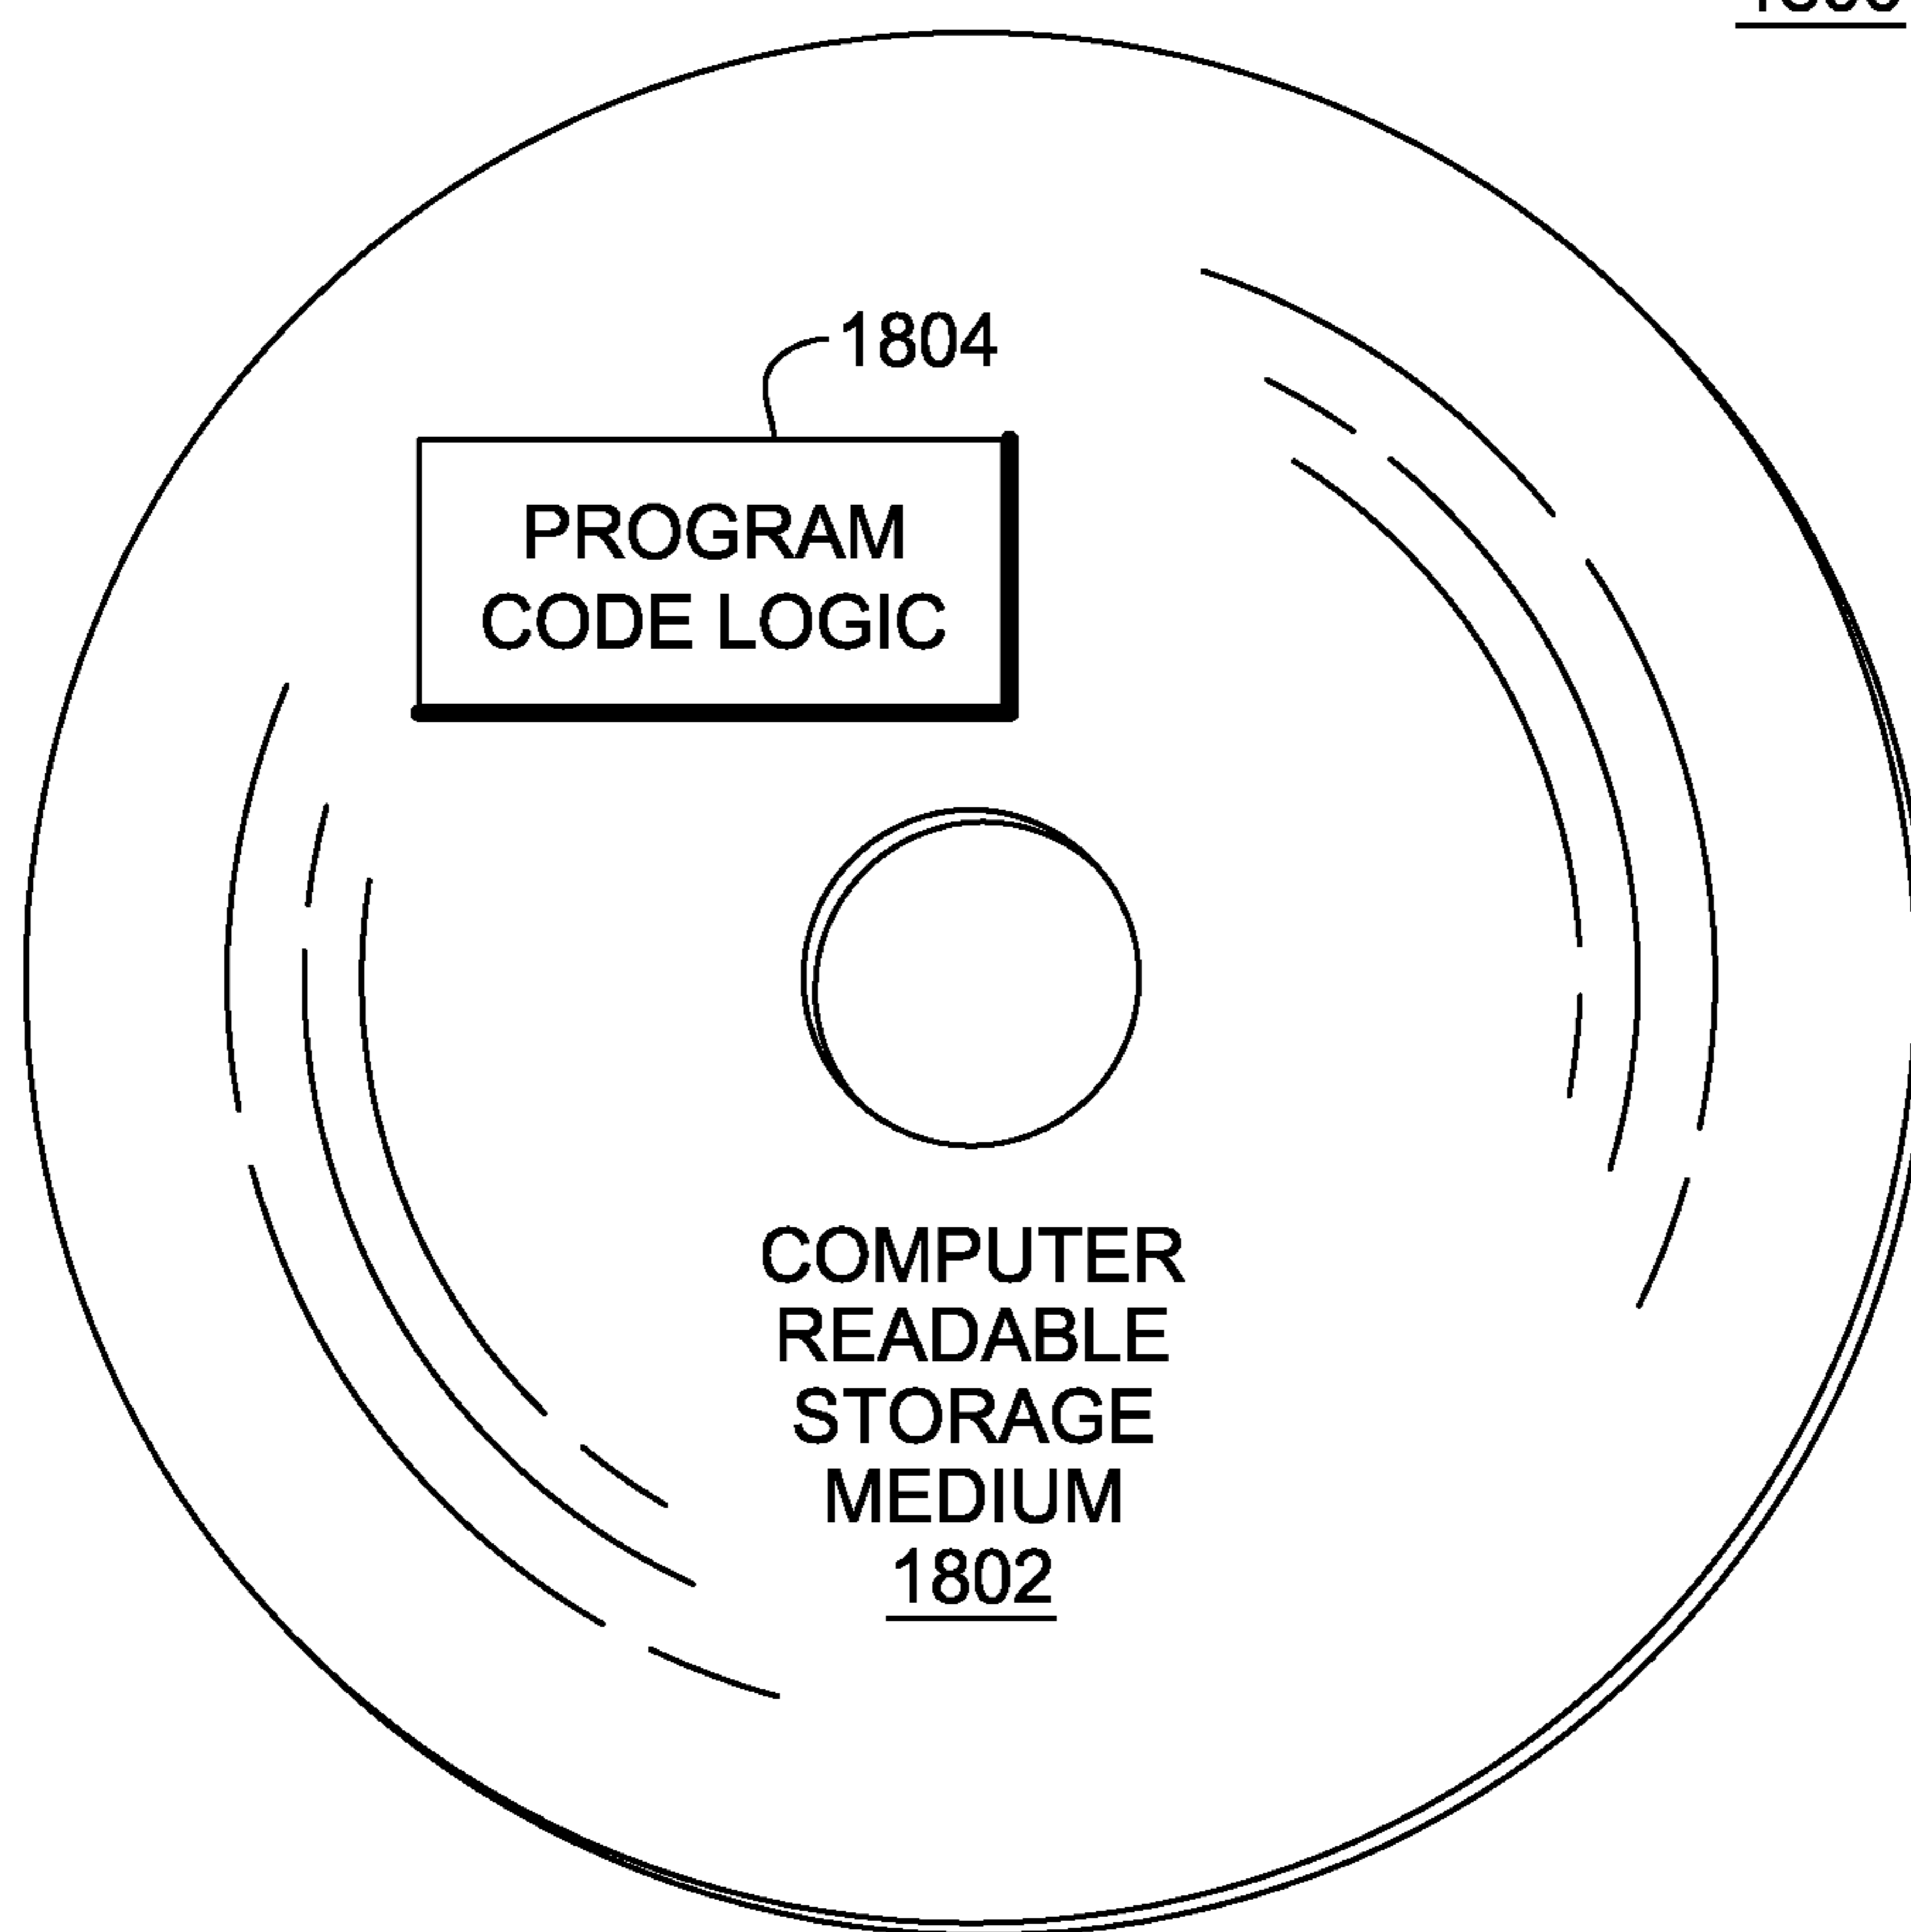 1804
PROGRAM
CODE LOGIC
COMPUTER
READABLE
STORAGE
MEDIUM
1802